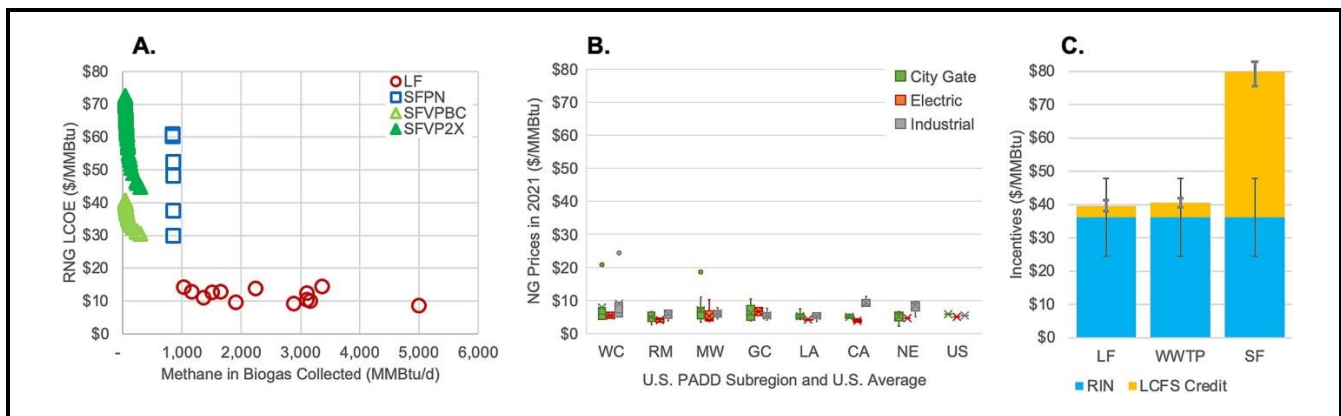 A.
RNG LCOE ($/MMBtu)
$80
$70
$60
$50
$40
$30
$20
$10
$0
LF
SFPN
SFVPBC
SFVP2X
- 1,000 2,000 3,000 4,000 5,000 6,000
Methane in Biogas Collected (MMBtu/d)
B.
NG Prices in 2021 ($/MMBtu)
$80
$70
$60
$50
$40
$30
$20
$10
$0
City Gate
Electric
Industrial
WC RM MW GC LA CA NE US
U.S. PADD Subregion and U.S. Average
C.
Incentives ($/MMBtu)
$80
$70
$60
$50
$40
$30
$20
$10
$0
LF WWTP SF
RIN LCFS Credit